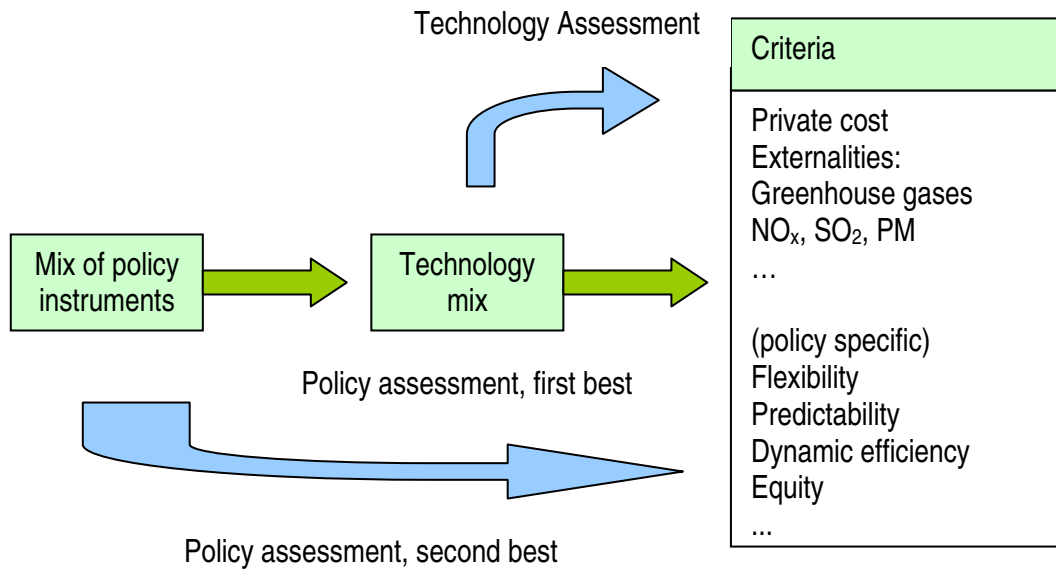 Technology Assessment
Criteria
Private cost
Externalities:
Greenhouse gases
NOₓ, SO₂, PM
…
(policy specific)
Flexibility
Predictability
Dynamic efficiency
Equity
...
Mix of policy
instruments
Technology
mix
Policy assessment, first best
Policy assessment, second best